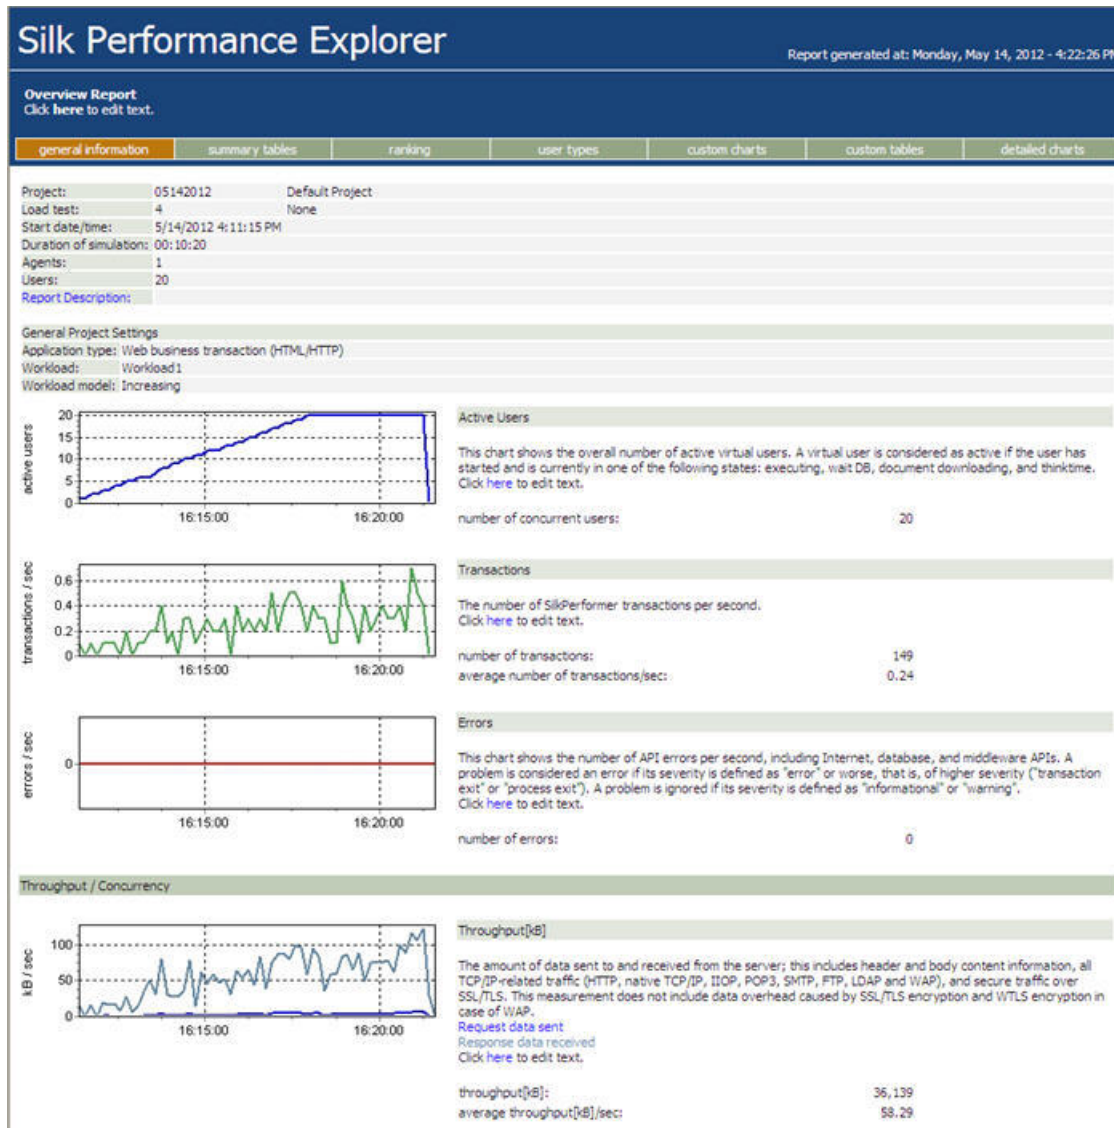 Silk Performance Explorer
Report generated at: Monday, May 14, 2012 - 4:22:26 PM
Overview Report
Click here to edit text.
general information summary tables ranking user types custom charts custom tables detailed charts
Project: 05142012 Default Project
Load test: 4 None
Start date/time: 5/14/2012 4:11:15 PM
Duration of simulation: 00:10:20
Agents: 1
Users: 20
Report Description:
General Project Settings
Application type: Web business transaction (HTML/HTTP)
Workload: Workload1
Workload model: Increasing
active users
20
15
10
5
0
16:15:00 16:20:00
Active Users
This chart shows the overall number of active virtual users. A virtual user is considered as active if the user has
started and is currently in one of the following states: executing, wait DB, document downloading, and thinktime.
Click here to edit text.
number of concurrent users: 20
transactions / sec
0.6
0.4
0.2
0
16:15:00 16:20:00
Transactions
The number of SilkPerformer transactions per second.
Click here to edit text.
number of transactions: 149
average number of transactions/sec: 0.24
errors / sec
0
16:15:00 16:20:00
Errors
This chart shows the number of API errors per second, including Internet, database, and middleware APIs. A
problem is considered an error if its severity is defined as "error" or worse, that is, of higher severity ("transaction
exit" or "process exit"). A problem is ignored if its severity is defined as "informational" or "warning".
Click here to edit text.
number of errors: 0
Throughput / Concurrency
kB / sec
100
50
0
16:15:00 16:20:00
Throughput[kB]
The amount of data sent to and received from the server; this includes header and body content information, all
TCP/IP-related traffic (HTTP, native TCP/IP, IIOP, POP3, SMTP, FTP, LDAP and WAP), and secure traffic over
SSL/TLS. This measurement does not include data overhead caused by SSL/TLS encryption and WTLS encryption in
case of WAP.
Request data sent
Response data received
Click here to edit text.
throughput[kB]: 36,139
average throughput[kB]/sec: 58.29